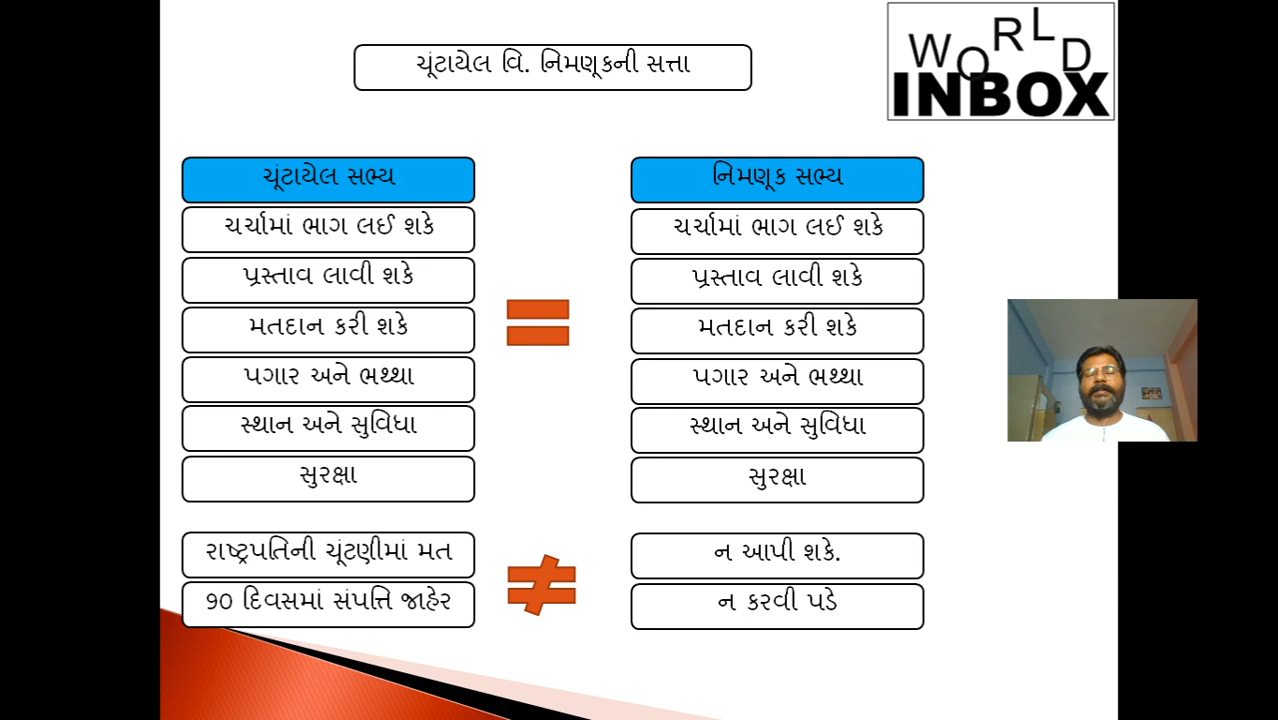 WORLD
INBOX
ચૂંટાયેલ વિ. નિમણૂકની સત્તા
ચૂંટાયેલ સભ્ય
ચર્ચામાં ભાગ લઈ શકે
પ્રસ્તાવ લાવી શકે
મતદાન કરી શકે
પગાર અને ભથ્થા
સ્થાન અને સુવિધા
સુરક્ષા
રાષ્ટ્રપતિની ચૂંટણીમાં મત
90 દિવસમાં સંપત્તિ જાહેર
=
≠
નિમણૂક સભ્ય
ચર્ચામાં ભાગ લઈ શકે
પ્રસ્તાવ લાવી શકે
મતદાન કરી શકે
પગાર અને ભથ્થા
સ્થાન અને સુવિધા
સુરક્ષા
ન આપી શકે.
ન કરવી પડે